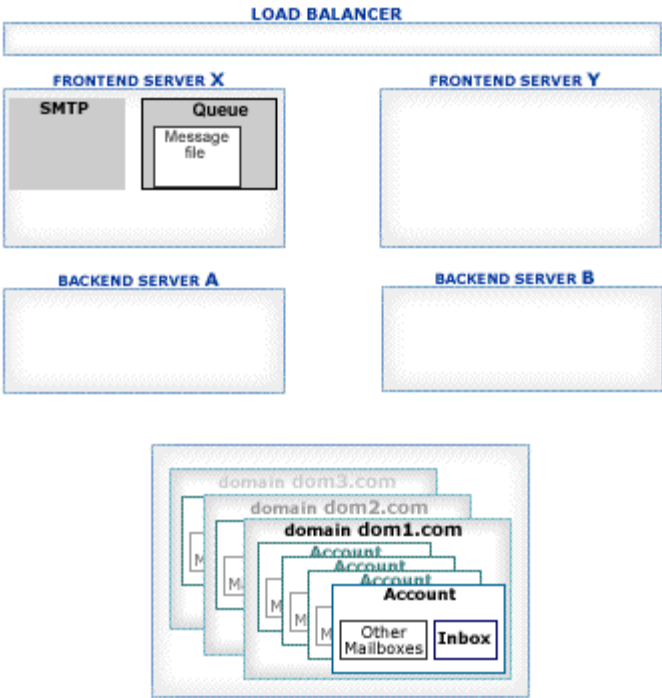 LOAD BALANCER
FRONTEND SERVER X
FRONTEND SERVER Y
SMTP
Queue
Message
file
BACKEND SERVER A
BACKEND SERVER B
domain dom3.com
domain dom2.com
domain dom1.com
Account
Account
Account
Account
M
M
M
M
M
Other
Mailboxes
Inbox